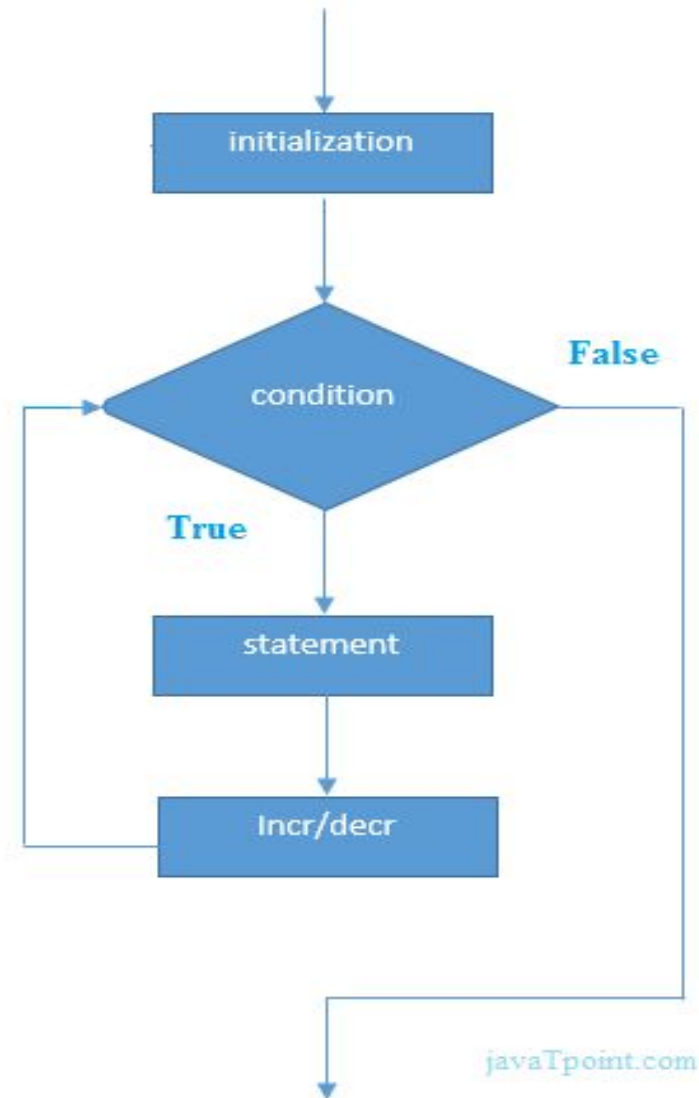 initialization
False
condition
True
statement
Incr/decr
javaTpoint.com